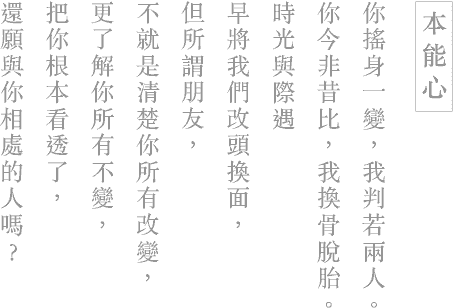 本能心
你搖身一變，我判若兩人。
你今非昔比，我換骨脫胎。
時光與際遇
早將我們改頭換面，
但所謂朋友，
不就是清楚你所有改變，
更了解你所有不變，
把你根本看透了，
還願與你相處的人嗎？